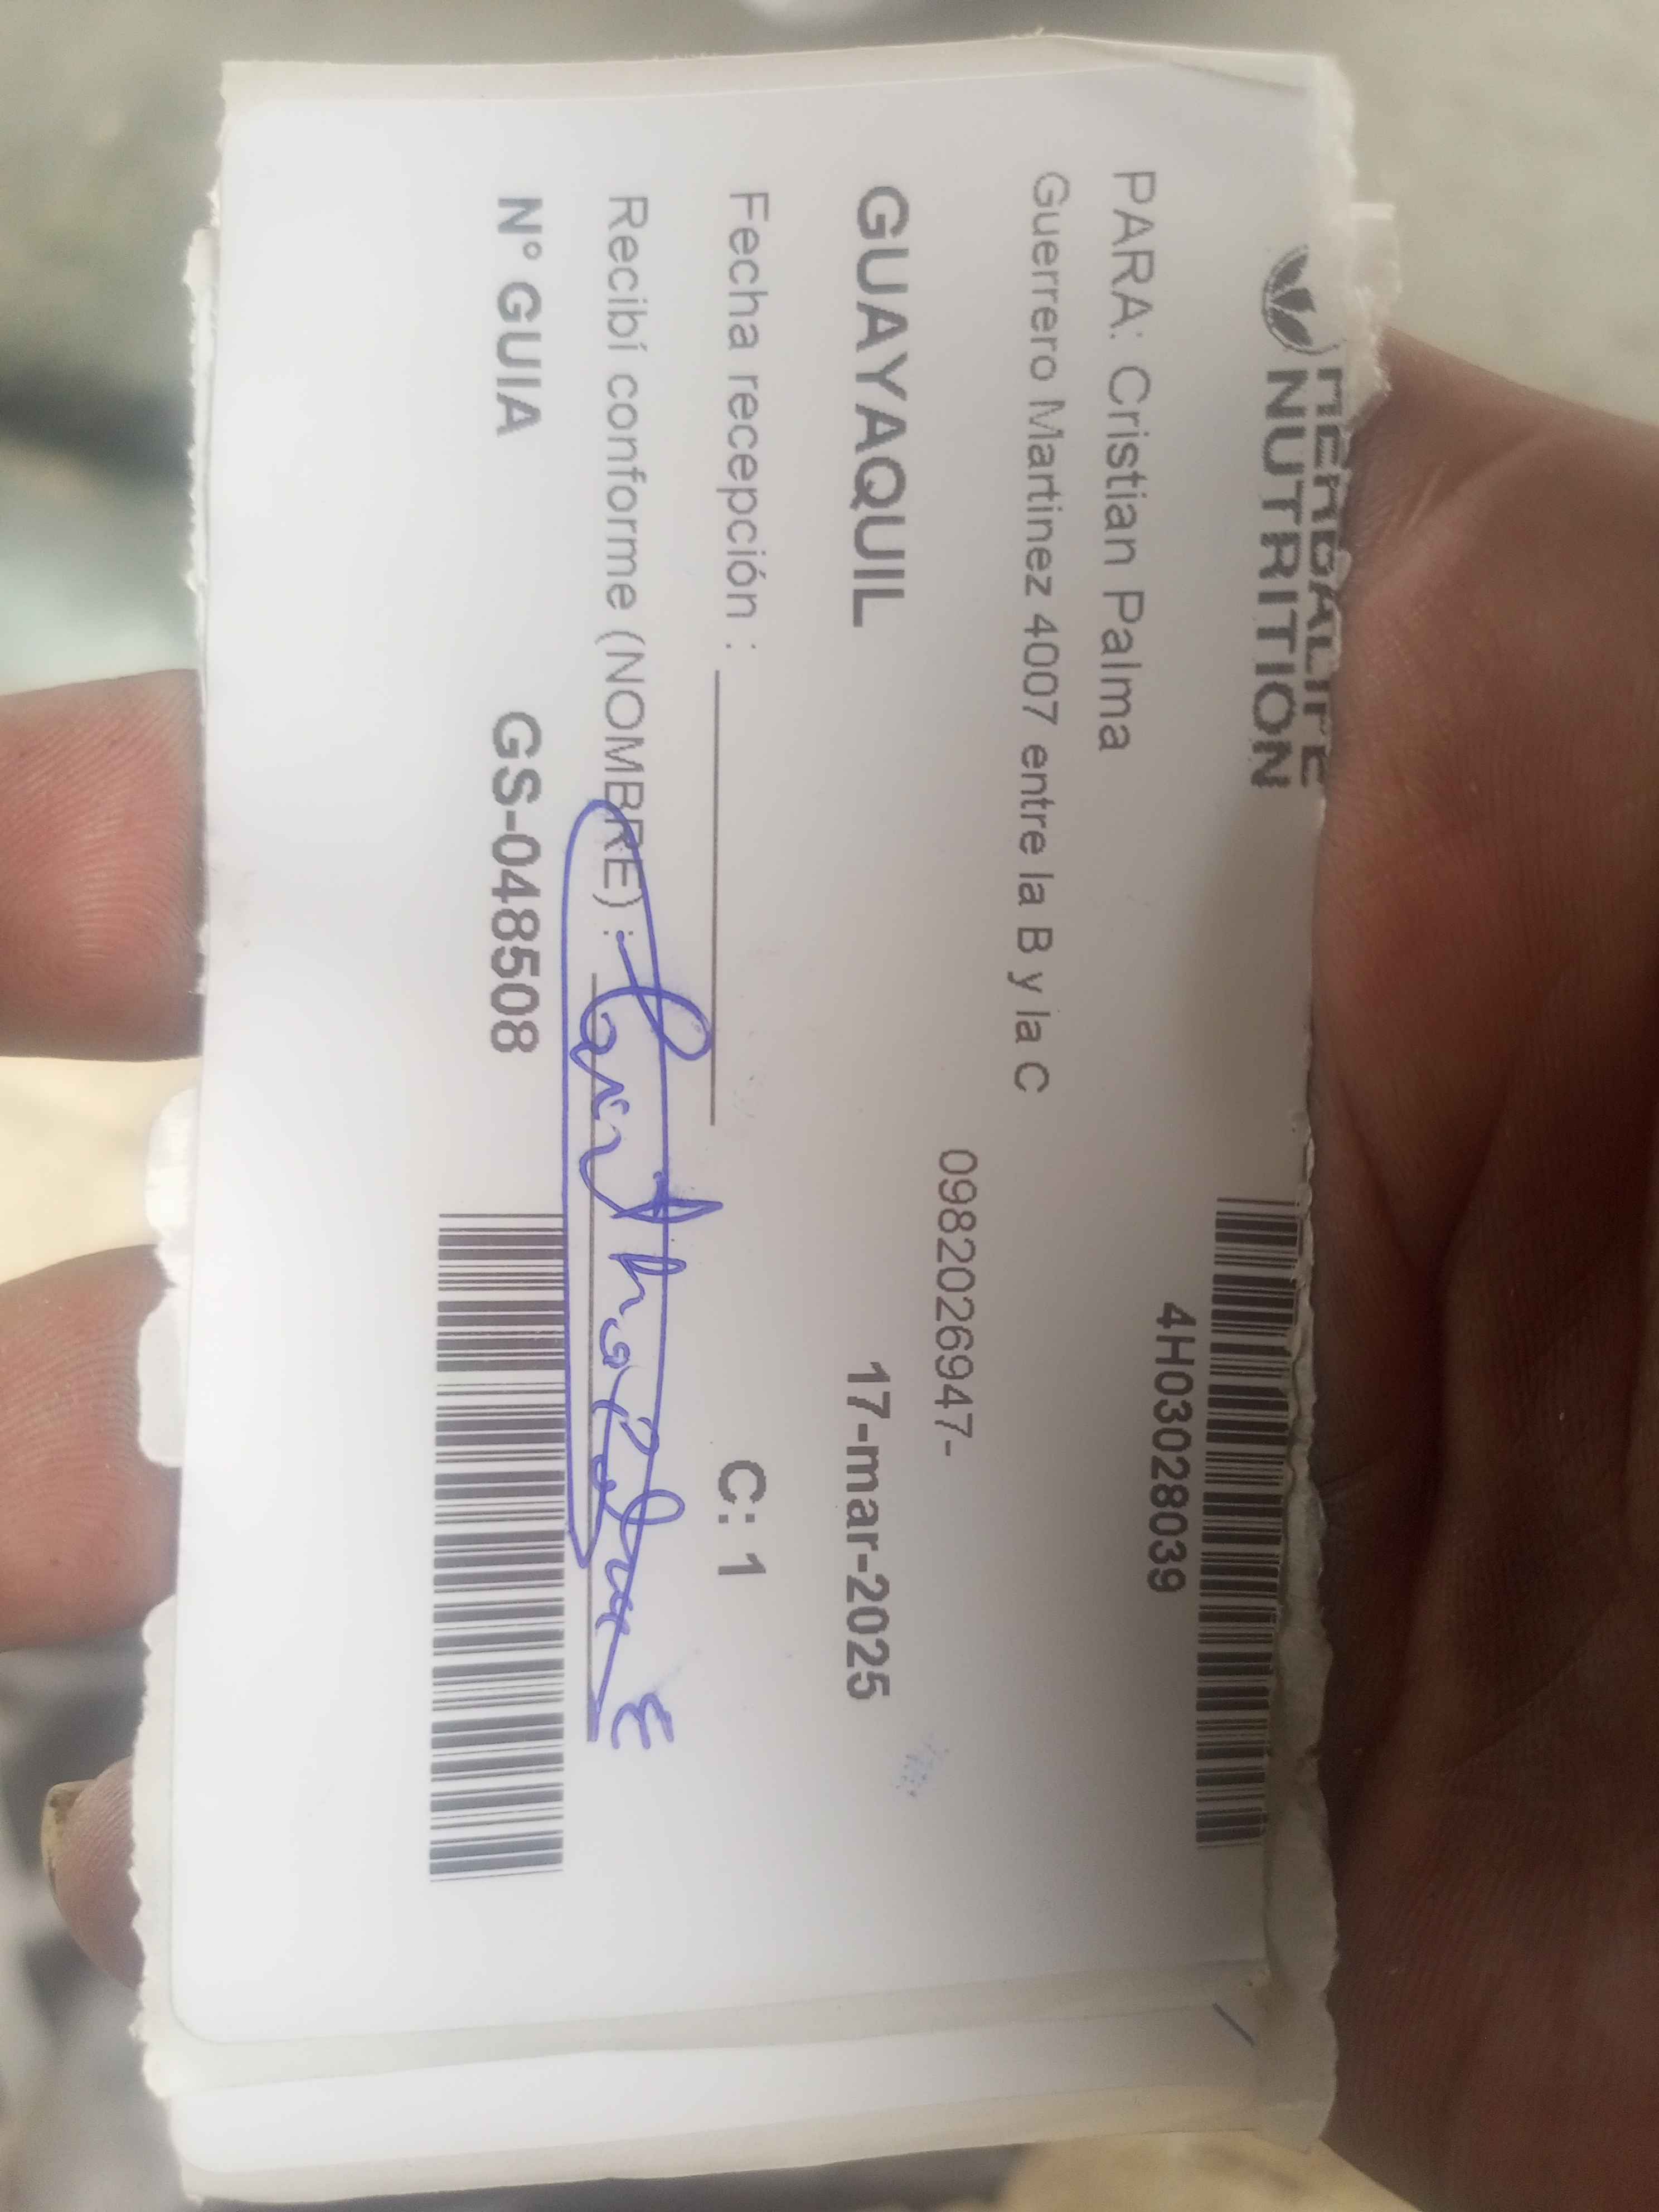 HERBALIFE
NUTRITION
4H03028039
PARA: Cristian Palma
Guerrero Martinez 4007 entre la B y la C
0982026947-
GUAYAQUIL 17-mar-2025
Fecha recepción : C: 1
Recibí conforme (NOMBRE) :
N° GUIA GS-048508